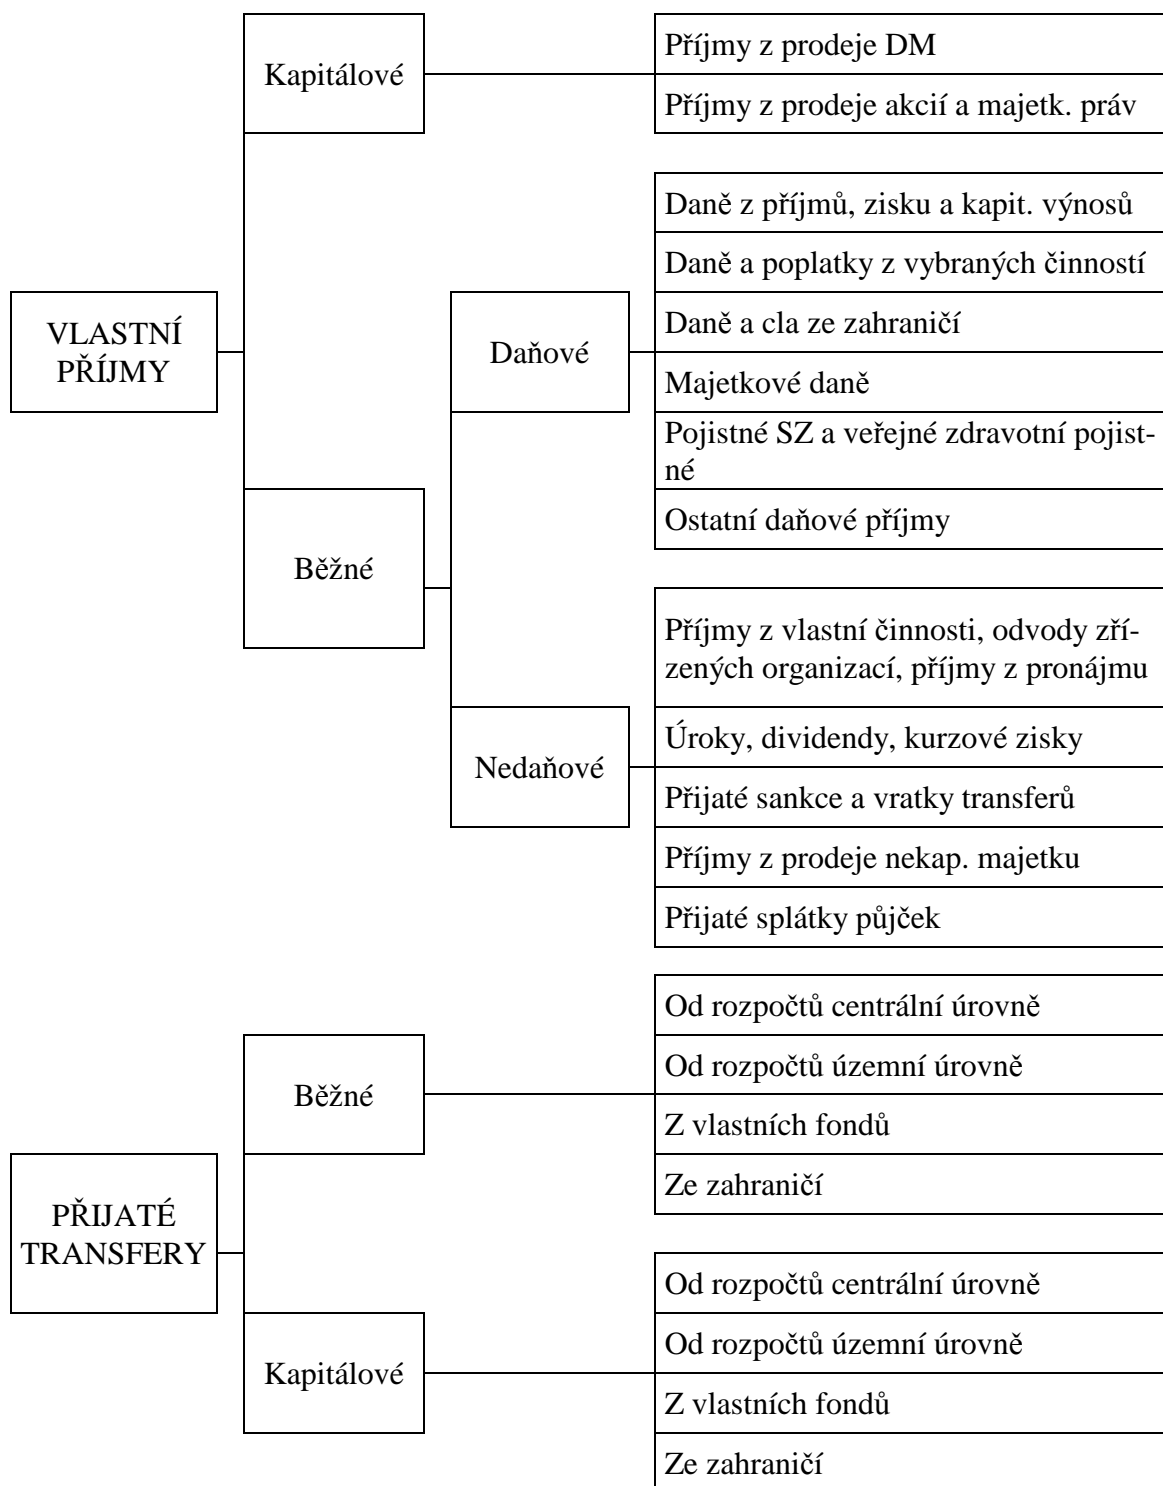 Kapitálové
Příjmy z prodeje DM
Příjmy z prodeje akcií a majetk. práv
VLASTNÍ
PŘÍJMY
Daňové
Daně z příjmů, zisku a kapit. výnosů
Daně a poplatky z vybraných činností
Daně a cla ze zahraničí
Majetkové daně
Pojistné SZ a veřejné zdravotní pojist-
né
Ostatní daňové příjmy
Běžné
Nedaňové
Příjmy z vlastní činnosti, odvody zří-
zených organizací, příjmy z pronájmu
Úroky, dividendy, kurzové zisky
Přijaté sankce a vratky transferů
Příjmy z prodeje nekap. majetku
Přijaté splátky půjček
Běžné
Od rozpočtů centrální úrovně
Od rozpočtů územní úrovně
Z vlastních fondů
Ze zahraničí
PŘIJATÉ
TRANSFERY
Kapitálové
Od rozpočtů centrální úrovně
Od rozpočtů územní úrovně
Z vlastních fondů
Ze zahraničí